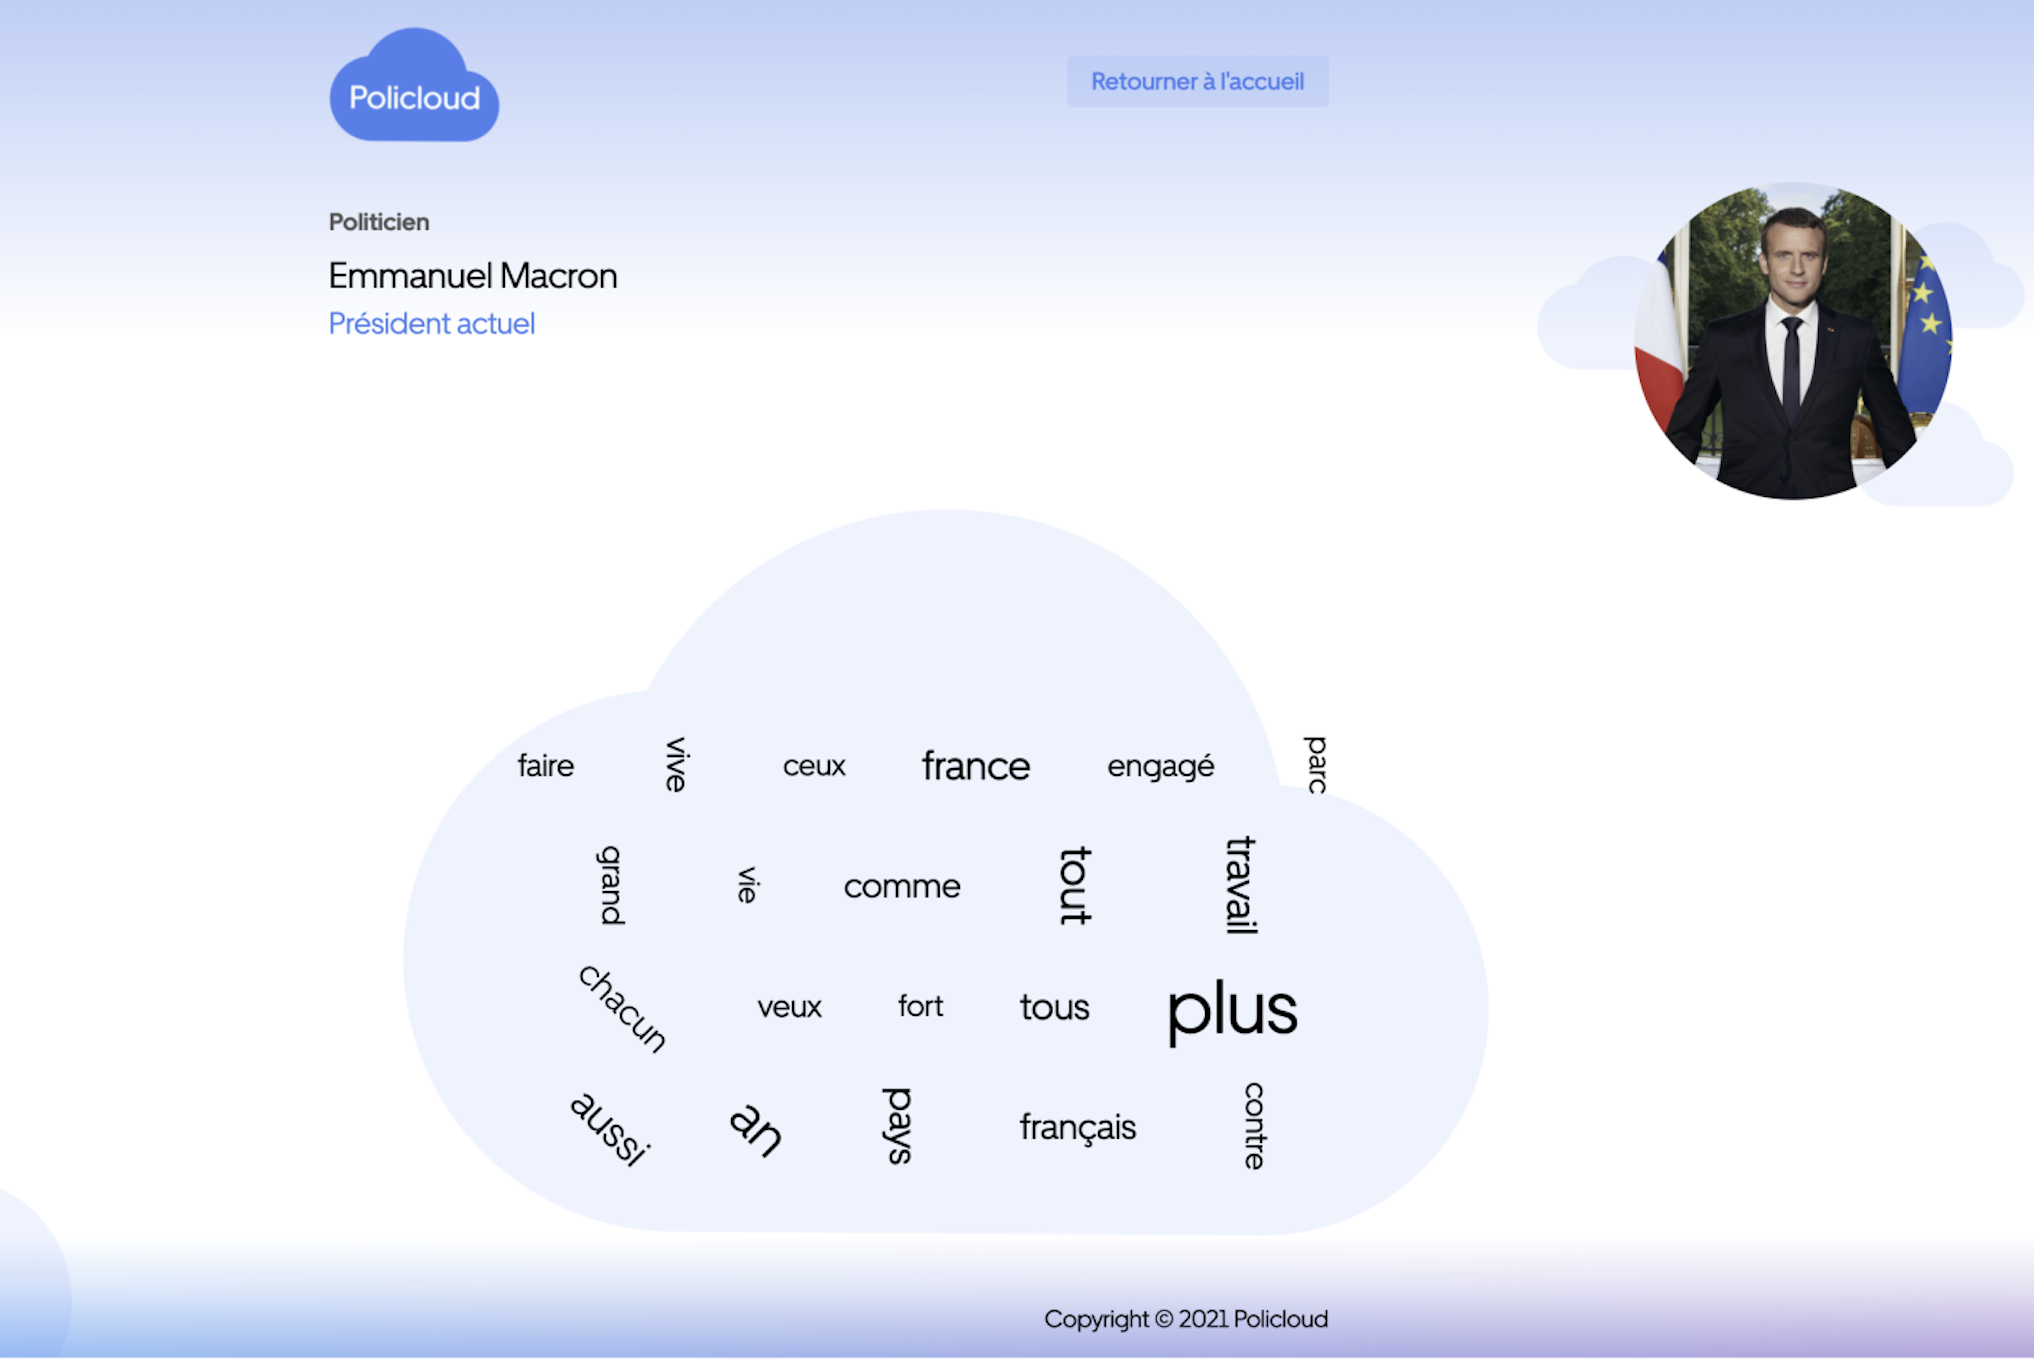 Policloud
Retourner à l'accueil
Politicien
Emmanuel Macron
Président actuel
faire vive ceux france engagé parc
grand vie comme tout travail
chacun veux fort tous plus
aussi an pays français contre
Copyright © 2021 Policloud